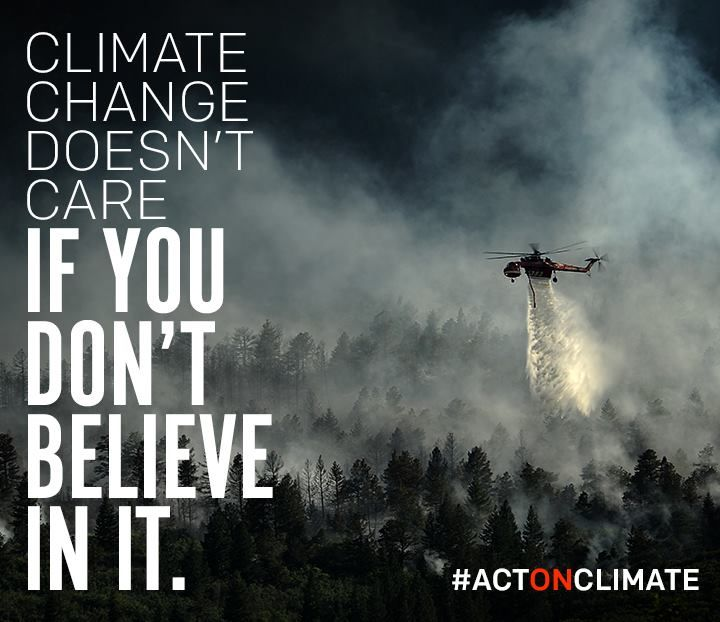 CLIMATE
CHANGE
DOESN'T
CARE
IF YOU
DON'T
BELIEVE
IN IT.
#ACTONCLIMATE